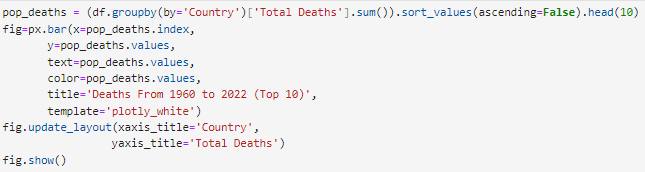 pop_deaths = (df.groupby(by='Country')['Total Deaths'].sum()).sort_values(ascending=False).head(10)
fig=px.bar(x=pop_deaths.index,
y=pop_deaths.values,
text=pop_deaths.values,
color=pop_deaths.values,
title='Deaths From 1960 to 2022 (Top 10)',
template='plotly_white')
fig.update_layout(xaxis_title='Country',
yaxis_title='Total Deaths')
fig.show()